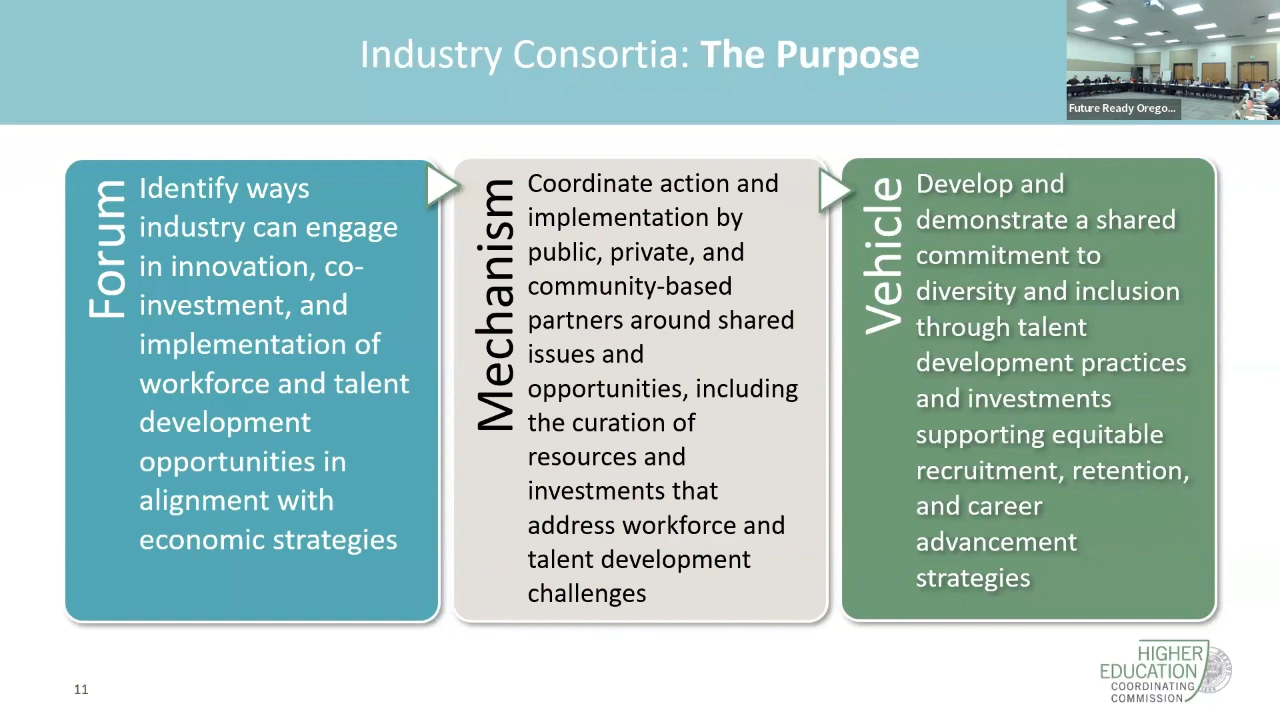 Industry Consortia: The Purpose
Future Ready Orego...
Forum
Identify ways
industry can engage
in innovation, co-
investment, and
implementation of
workforce and talent
development
opportunities in
alignment with
economic strategies
Mechanism
Coordinate action and
implementation by
public, private, and
community-based
partners around shared
issues and
opportunities, including
the curation of
resources and
investments that
address workforce and
talent development
challenges
Vehicle
Develop and
demonstrate a shared
commitment to
diversity and inclusion
through talent
development practices
and investments
supporting equitable
recruitment, retention,
and career
advancement
strategies
11
HIGHER
EDUCATION
COORDINATING
COMMISSION